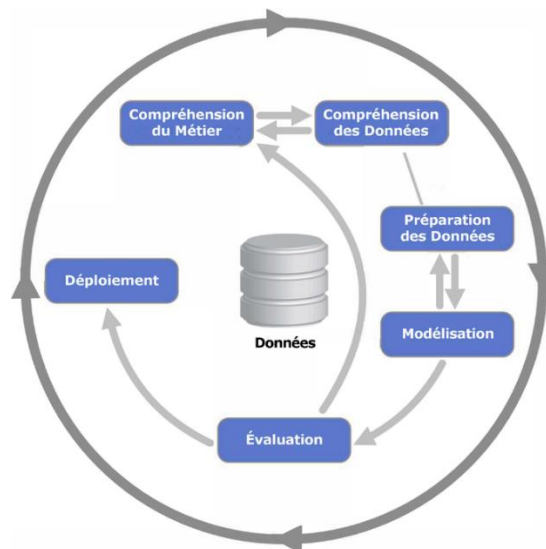 Compréhension
du Métier
Compréhension
des Données
Préparation
des Données
Déploiement
Données
Modélisation
Évaluation